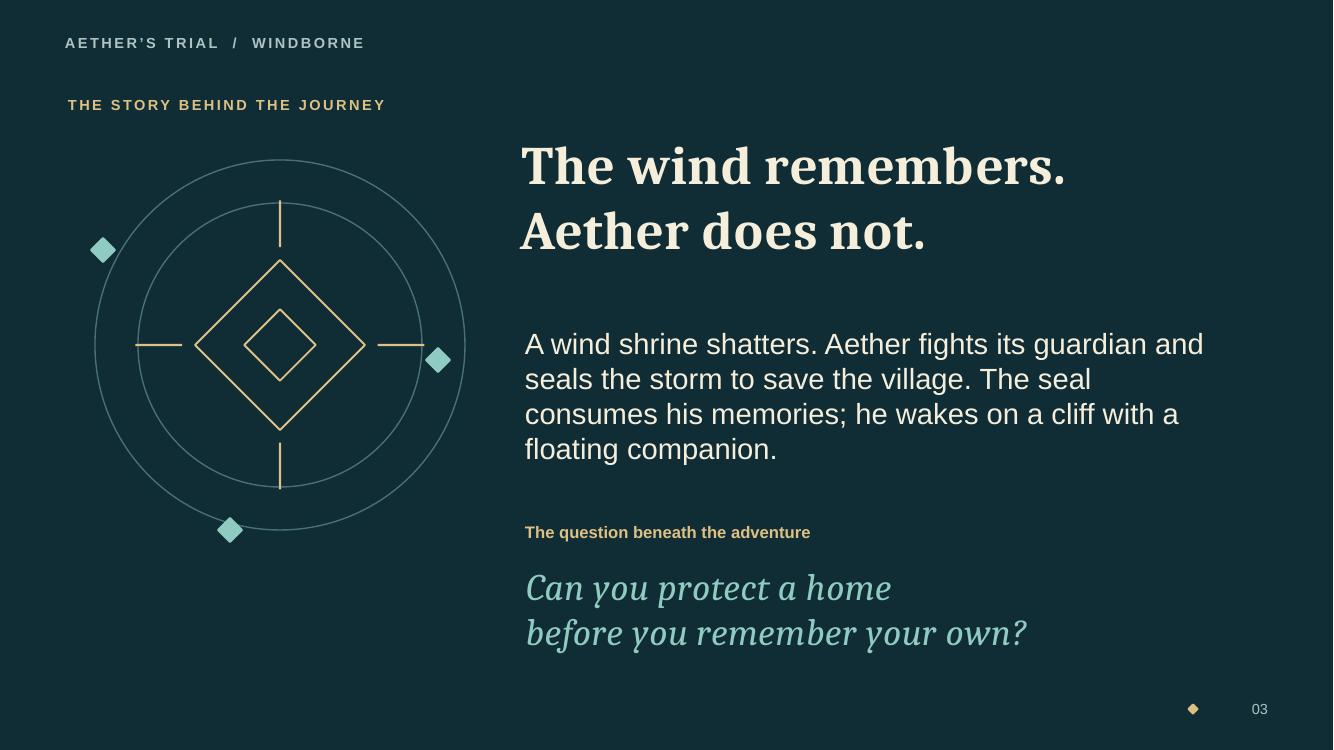 AETHER’S TRIAL / WINDBORNE
THE STORY BEHIND THE JOURNEY
The wind remembers.
Aether does not.
A wind shrine shatters. Aether fights its guardian and
seals the storm to save the village. The seal
consumes his memories; he wakes on a cliff with a
floating companion.
The question beneath the adventure
Can you protect a home
before you remember your own?
03